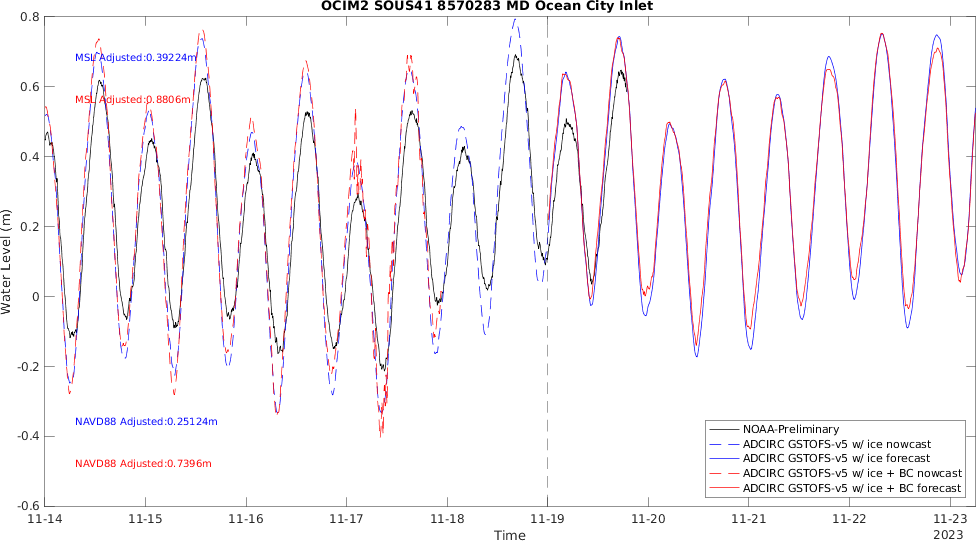 OCIM2 SOUS41 8570283 MD Ocean City Inlet
Water Level (m)
0.8
0.6
0.4
0.2
0
-0.2
-0.4
-0.6
MSL Adjusted:0.39224m
MSL Adjusted:0.8806m
NAVD88 Adjusted:0.25124m
NAVD88 Adjusted:0.7396m
NOAA-Preliminary
ADCIRC GSTOFS-v5 w/ ice nowcast
ADCIRC GSTOFS-v5 w/ ice forecast
ADCIRC GSTOFS-v5 w/ ice + BC nowcast
ADCIRC GSTOFS-v5 w/ ice + BC forecast
11-14 11-15 11-16 11-17 11-18 11-19 11-20 11-21 11-22 11-23
Time
2023